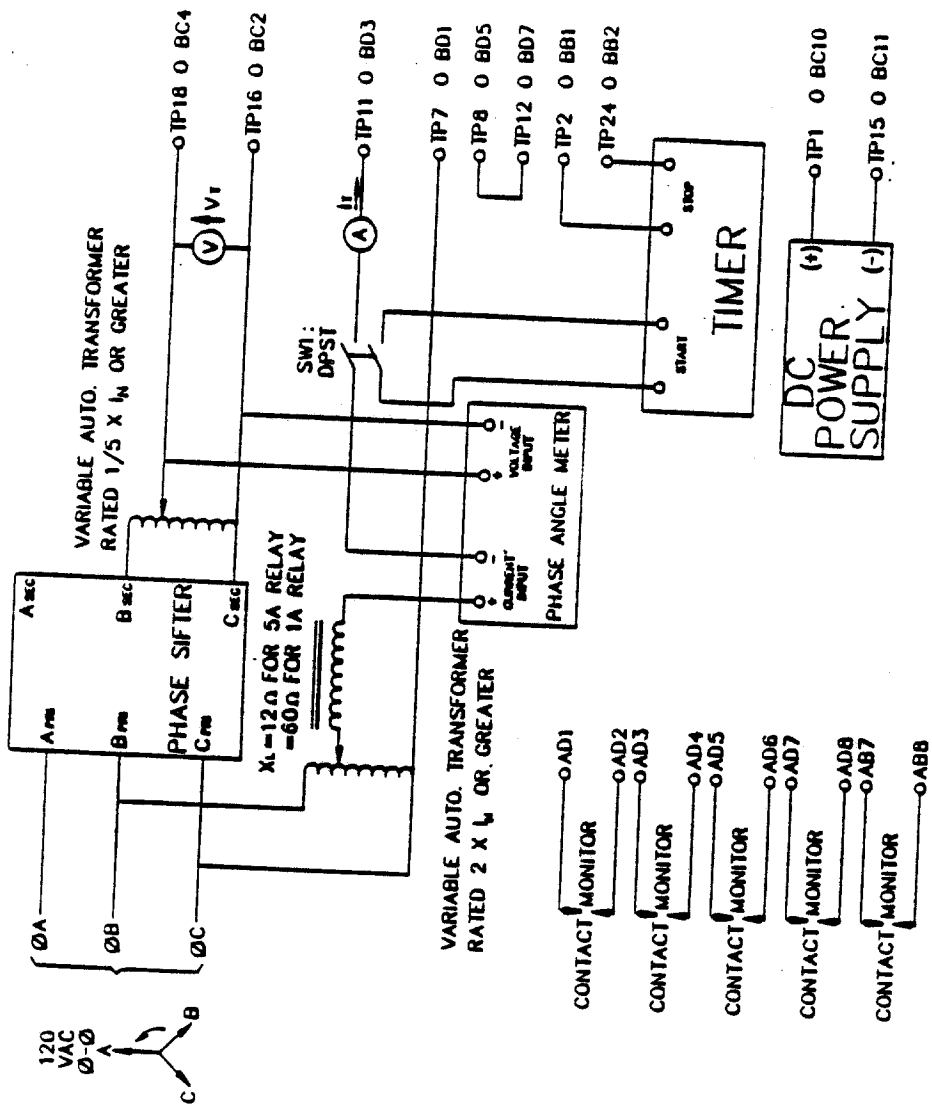 120
VAC
Ø-Ø
A
B
C
ØA
ØB
ØC
A PRI
B PRI
C PRI
PHASE SIFTER
A SEC
B SEC
C SEC
VARIABLE AUTO. TRANSFORMER
RATED 1/5 X IN OR GREATER
V
VT
TP18 O BC4
TP16 O BC2
XL=12Ω FOR 5A RELAY
=60Ω FOR 1A RELAY
VARIABLE AUTO. TRANSFORMER
RATED 2 X IN OR GREATER
SW1:
DPST
A
IT
TP11 O BD3
TP7 O BD1
TP8 O BD5
TP12 O BD7
TP2 O BB1
TP24 O BB2
+ -
CURRENT
INPUT
+ -
VOLTAGE
INPUT
PHASE ANGLE METER
START
STOP
TIMER
DC
POWER
SUPPLY
(+)
(-)
TP1 O BC10
TP15 O BC11
CONTACT MONITOR
AD1
AD2
CONTACT MONITOR
AD3
AD4
CONTACT MONITOR
AD5
AD6
CONTACT MONITOR
AD7
AD8
CONTACT MONITOR
AB7
AB8